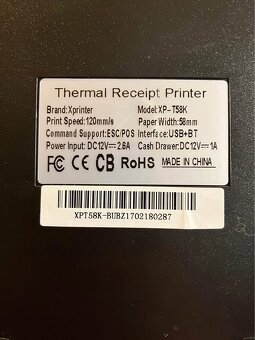 Thermal Receipt Printer
Brand:Xprinter Model:XP-T58K
Print Speed:120mm/s Paper Width:58mm
Command Support:ESC/POS Interface:USB+BT
Power Input:DC12V⎓2.6A Cash Drawer:DC12V⎓1A
FC CE CB RoHS MADE IN CHINA
XPT58K-BUBZ1702180287